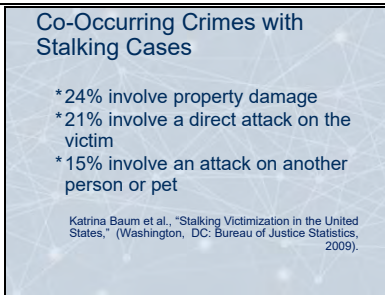 Co-Occurring Crimes with
Stalking Cases
*24% involve property damage
*21% involve a direct attack on the
victim
*15% involve an attack on another
person or pet
Katrina Baum et al., “Stalking Victimization in the United
States,” (Washington, DC: Bureau of Justice Statistics,
2009).